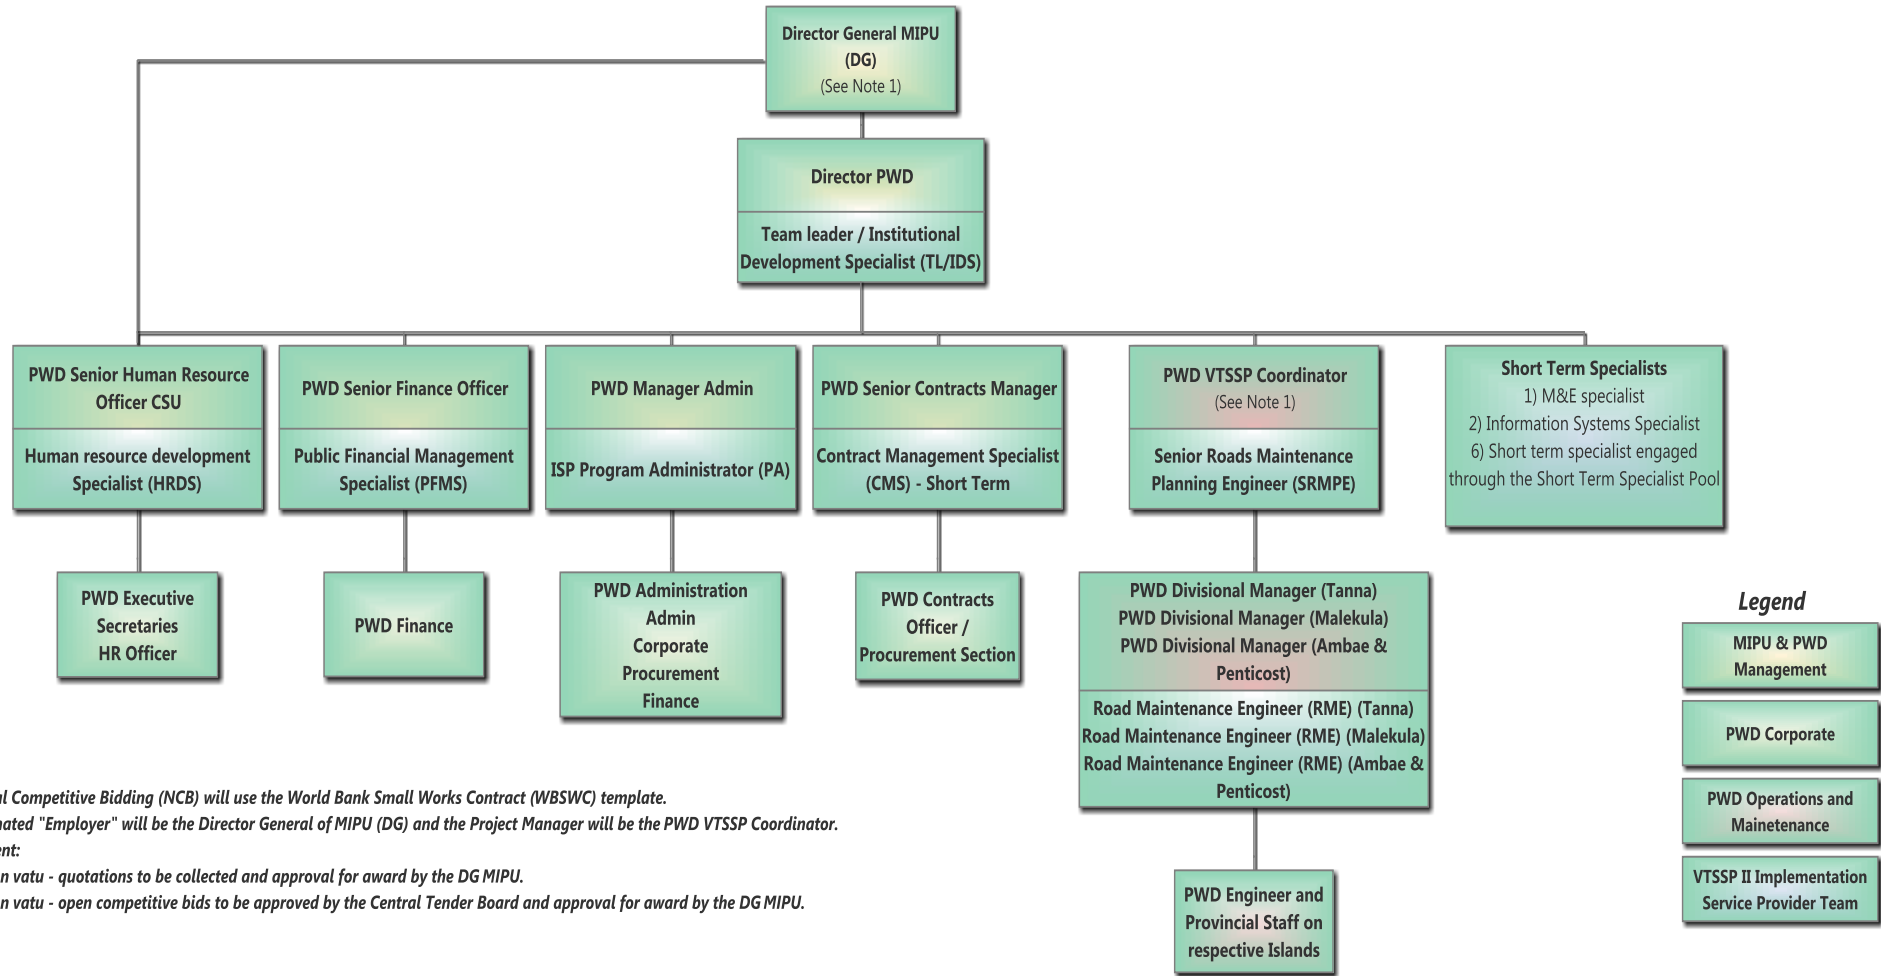 Director General MIPU
(DG)
(See Note 1)
Director PWD
Team leader / Institutional
Development Specialist (TL/IDS)
PWD Senior Human Resource
Officer CSU
Human resource development
Specialist (HRDS)
PWD Senior Finance Officer
Public Financial Management
Specialist (PFMS)
PWD Manager Admin
ISP Program Administrator (PA)
PWD Senior Contracts Manager
Contract Management Specialist
(CMS) - Short Term
PWD VTSSP Coordinator
(See Note 1)
Senior Roads Maintenance
Planning Engineer (SRMPE)
Short Term Specialists
1) M&E specialist
2) Information Systems Specialist
6) Short term specialist engaged
through the Short Term Specialist Pool
PWD Executive
Secretaries
HR Officer
PWD Finance
PWD Administration
Admin
Corporate
Procurement
Finance
PWD Contracts
Officer /
Procurement Section
PWD Divisional Manager (Tanna)
PWD Divisional Manager (Malekula)
PWD Divisional Manager (Ambae &
Penticost)
Road Maintenance Engineer (RME) (Tanna)
Road Maintenance Engineer (RME) (Malekula)
Road Maintenance Engineer (RME) (Ambae &
Penticost)
PWD Engineer and
Provincial Staff on
respective Islands
Legend
MIPU & PWD
Management
PWD Corporate
PWD Operations and
Mainetenance
VTSSP II Implementation
Service Provider Team
Competitive Bidding (NCB) will use the World Bank Small Works Contract (WBSWC) template.
"Employer" will be the Director General of MIPU (DG) and the Project Manager will be the PWD VTSSP Coordinator.
vatu - quotations to be collected and approval for award by the DG MIPU.
vatu - open competitive bids to be approved by the Central Tender Board and approval for award by the DG MIPU.